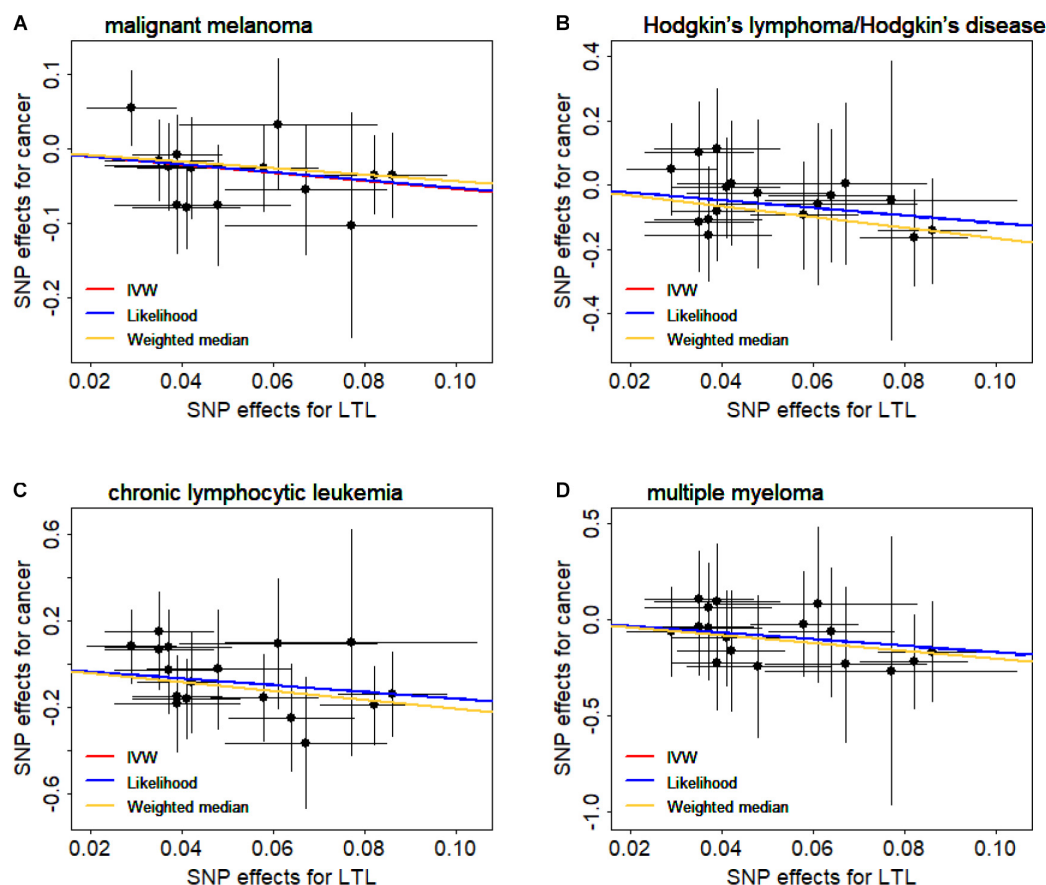 A malignant melanoma
SNP effects for cancer
0.1
0.0
-0.1
-0.2
IVW
Likelihood
Weighted median
0.02 0.04 0.06 0.08 0.10
SNP effects for LTL
B Hodgkin's lymphoma/Hodgkin's disease
SNP effects for cancer
0.4
0.2
0.0
-0.2
-0.4
IVW
Likelihood
Weighted median
0.02 0.04 0.06 0.08 0.10
SNP effects for LTL
C chronic lymphocytic leukemia
SNP effects for cancer
0.6
0.2
-0.2
-0.6
IVW
Likelihood
Weighted median
0.02 0.04 0.06 0.08 0.10
SNP effects for LTL
D multiple myeloma
SNP effects for cancer
0.5
0.0
-0.5
-1.0
IVW
Likelihood
Weighted median
0.02 0.04 0.06 0.08 0.10
SNP effects for LTL